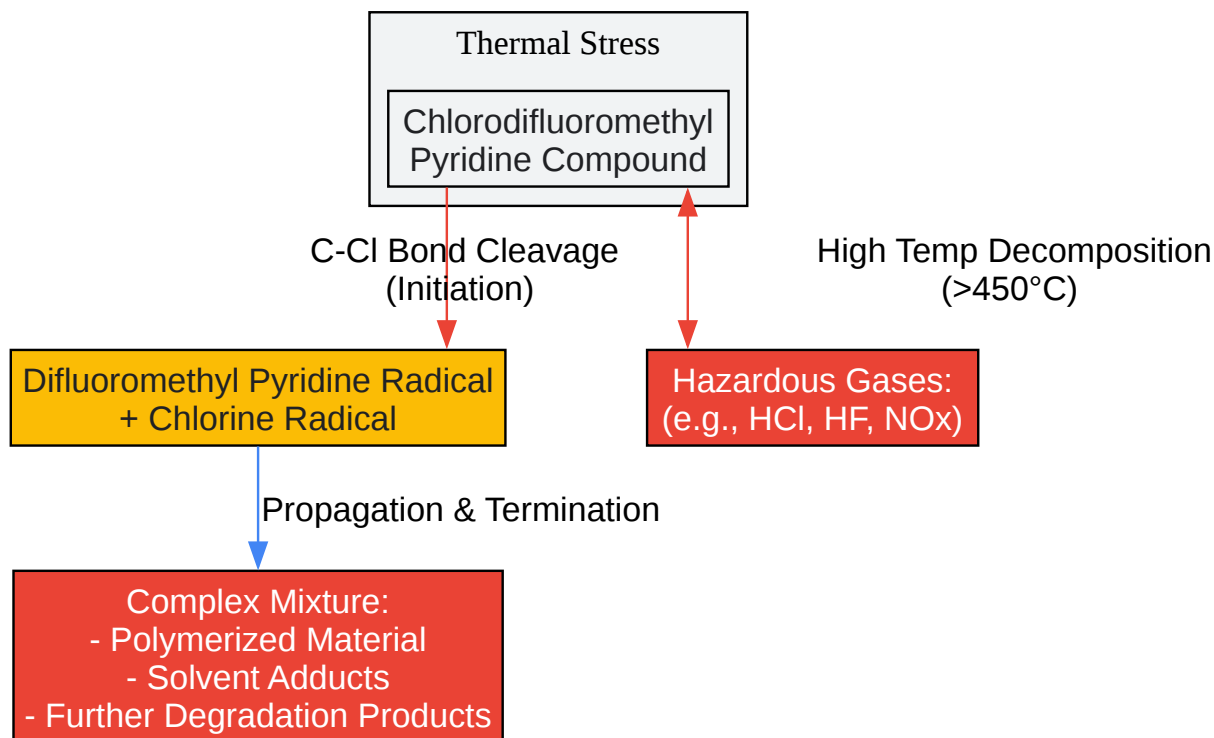 Thermal Stress
Chlorodifluoromethyl
Pyridine Compound
C-Cl Bond Cleavage
(Initiation)
High Temp Decomposition
(>450°C)
Difluoromethyl Pyridine Radical
+ Chlorine Radical
Hazardous Gases:
(e.g., HCl, HF, NOx)
Propagation & Termination
Complex Mixture:
- Polymerized Material
- Solvent Adducts
- Further Degradation Products